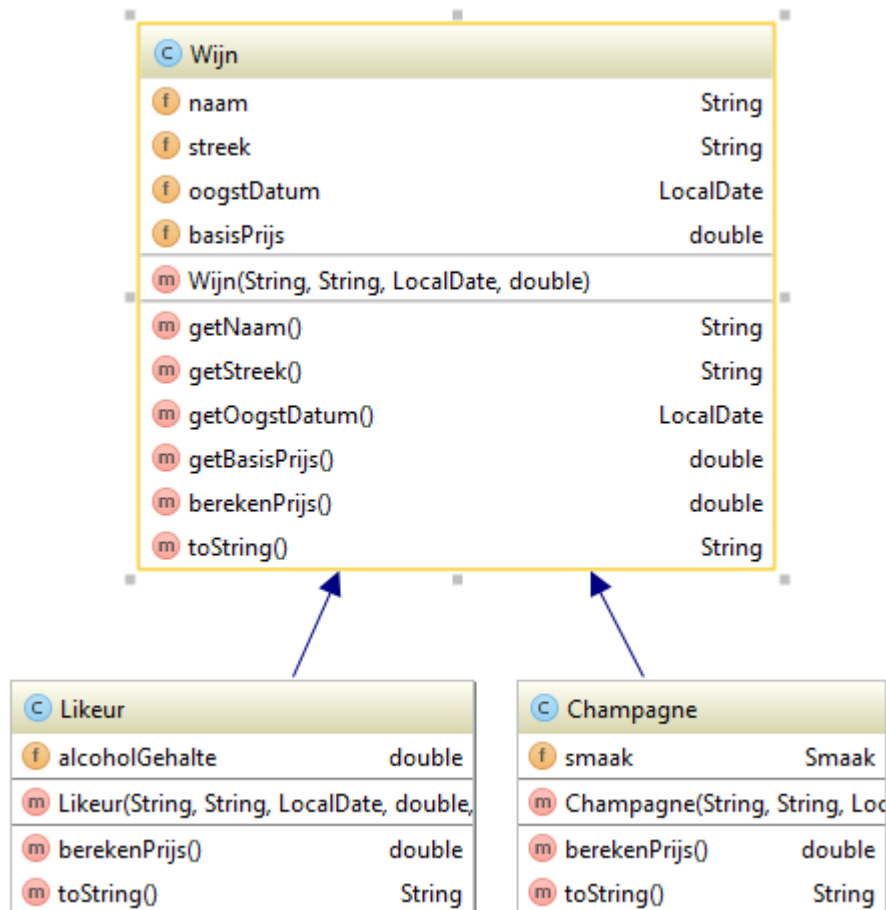 C Wijn
f naam String
f streek String
f oogstDatum LocalDate
f basisPrijs double
m Wijn(String, String, LocalDate, double)
m getNaam() String
m getStreek() String
m getOogstDatum() LocalDate
m getBasisPrijs() double
m berekenPrijs() double
m toString() String
C Likeur
f alcoholGehalte double
m Likeur(String, String, LocalDate, double,
m berekenPrijs() double
m toString() String
C Champagne
f smaak Smaak
m Champagne(String, String, Loc
m berekenPrijs() double
m toString() String